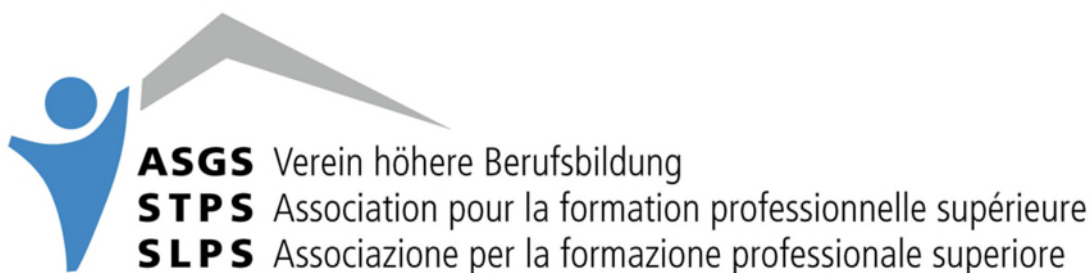 ASGS Verein höhere Berufsbildung
STPS Association pour la formation professionnelle supérieure
SLPS Associazione per la formazione professionale superiore